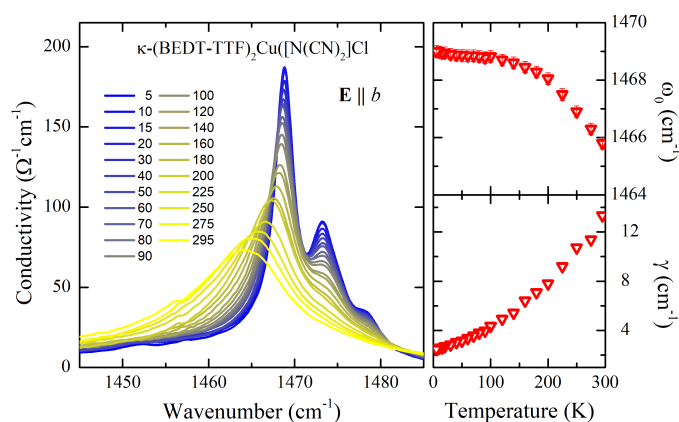 κ-(BEDT-TTF)₂Cu([N(CN)₂]Cl
E || b
5 100
10 120
15 140
20 160
30 180
40 200
50 225
60 250
70 275
80 295
90
200
150
100
50
0
1450 1460 1470 1480
Conductivity (Ω⁻¹cm⁻¹)
Wavenumber (cm⁻¹)
1470
1468
1466
1464
ω₀ (cm⁻¹)
12
8
4
γ (cm⁻¹)
0 100 200 300
Temperature (K)